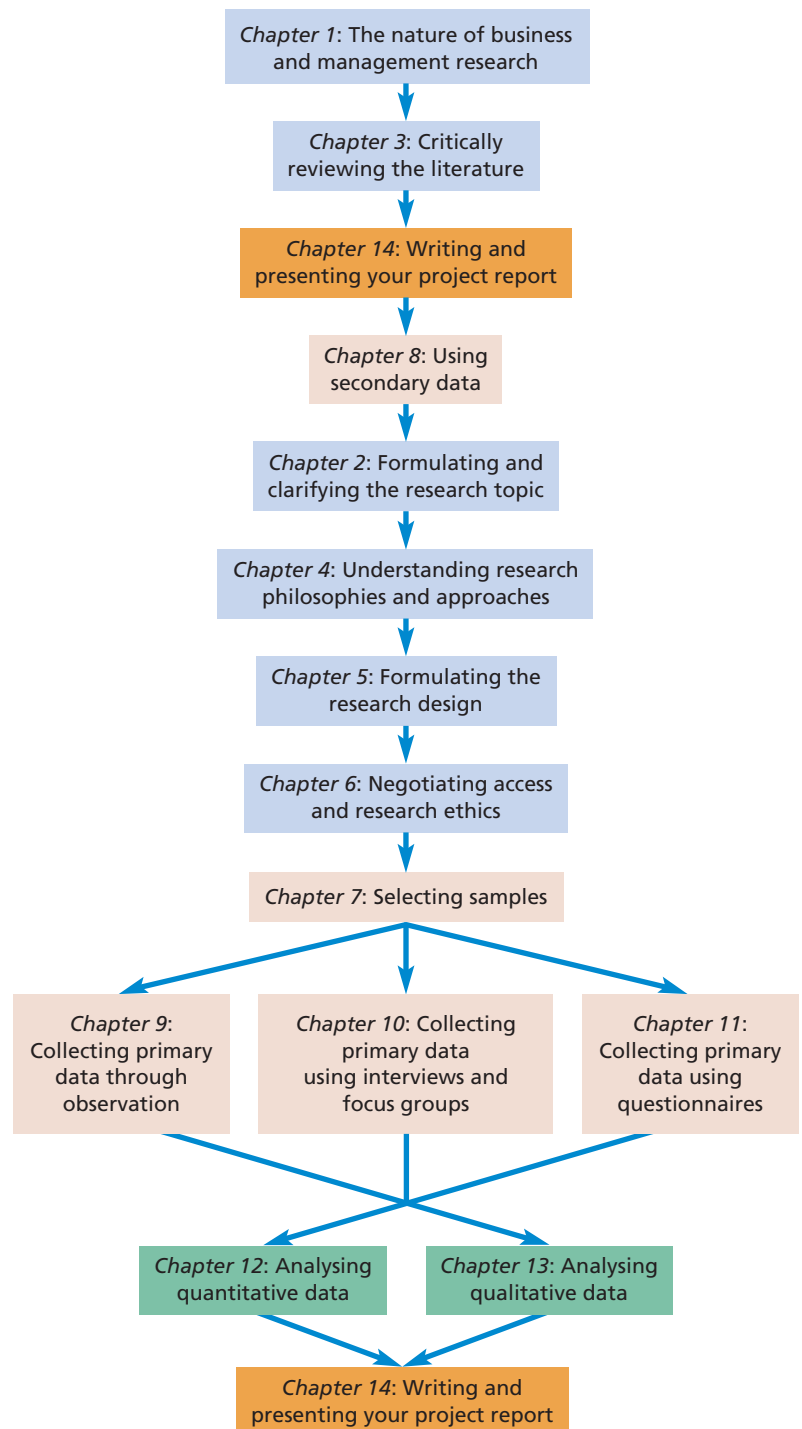 Chapter 1: The nature of business
and management research
Chapter 3: Critically
reviewing the literature
Chapter 14: Writing and
presenting your project report
Chapter 8: Using
secondary data
Chapter 2: Formulating and
clarifying the research topic
Chapter 4: Understanding research
philosophies and approaches
Chapter 5: Formulating the
research design
Chapter 6: Negotiating access
and research ethics
Chapter 7: Selecting samples
Chapter 9:
Collecting primary
data through
observation
Chapter 10: Collecting
primary data
using interviews and
focus groups
Chapter 11:
Collecting primary
data using
questionnaires
Chapter 12: Analysing
quantitative data
Chapter 13: Analysing
qualitative data
Chapter 14: Writing and
presenting your project report